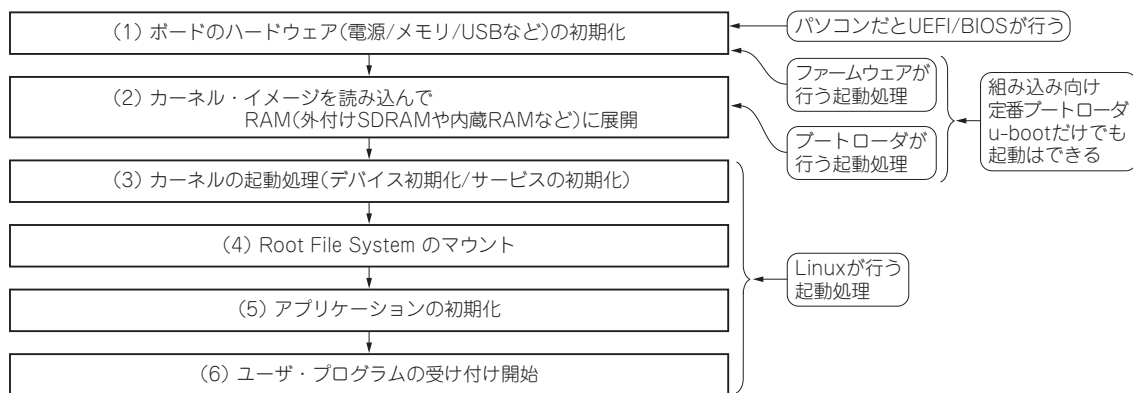 (1) ボードのハードウェア(電源/メモリ/USBなど)の初期化
パソコンだとUEFI/BIOSが行う
ファームウェアが
行う起動処理
(2) カーネル・イメージを読み込んで
RAM(外付けSDRAMや内蔵RAMなど)に展開
ブートローダが
行う起動処理
組み込み向け
定番ブートローダ
u-bootだけでも
起動はできる
(3) カーネルの起動処理(デバイス初期化/サービスの初期化)
(4) Root File System のマウント
(5) アプリケーションの初期化
(6) ユーザ・プログラムの受け付け開始
Linuxが行う
起動処理